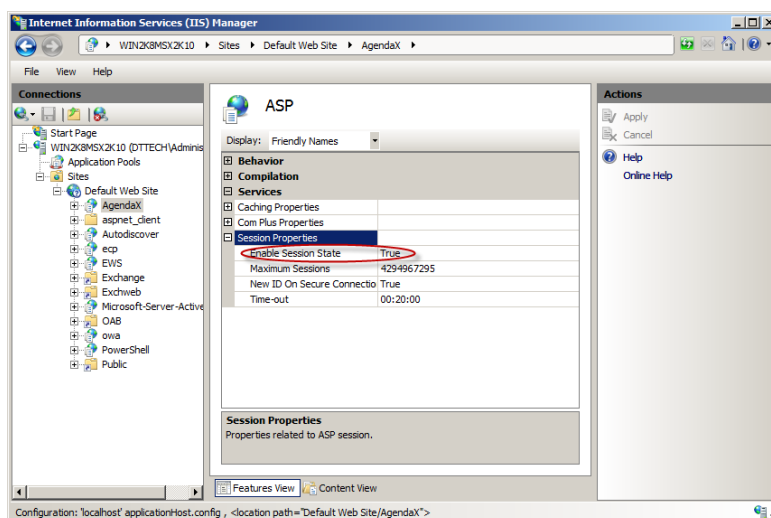 Internet Information Services (IIS) Manager
WIN2K8MSX2K10 Sites Default Web Site AgendaX
File View Help
Connections
Start Page
WIN2K8MSX2K10 (DTTECH\Adminis
Application Pools
Sites
Default Web Site
AgendaX
aspnet_client
Autodiscover
ecp
EWS
Exchange
Exchweb
Microsoft-Server-Active
OAB
owa
PowerShell
Public
ASP
Display: Friendly Names
Behavior
Compilation
Services
Caching Properties
Com Plus Properties
Session Properties
Enable Session State True
Maximum Sessions 4294967295
New ID On Secure Connectio True
Time-out 00:20:00
Session Properties
Properties related to ASP session.
Features View Content View
Actions
Apply
Cancel
Help
Online Help
Configuration: 'localhost' applicationHost.config , <location path="Default Web Site/AgendaX">